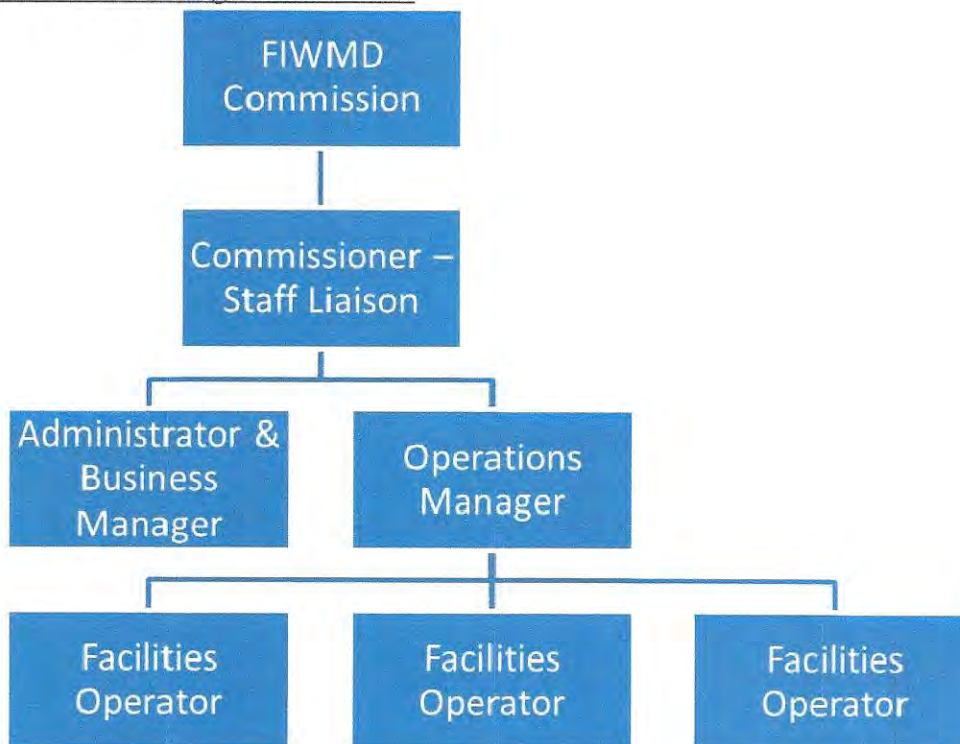 FIWMD
Commission
Commissioner –
Staff Liaison
Administrator &
Business
Manager
Operations
Manager
Facilities
Operator
Facilities
Operator
Facilities
Operator